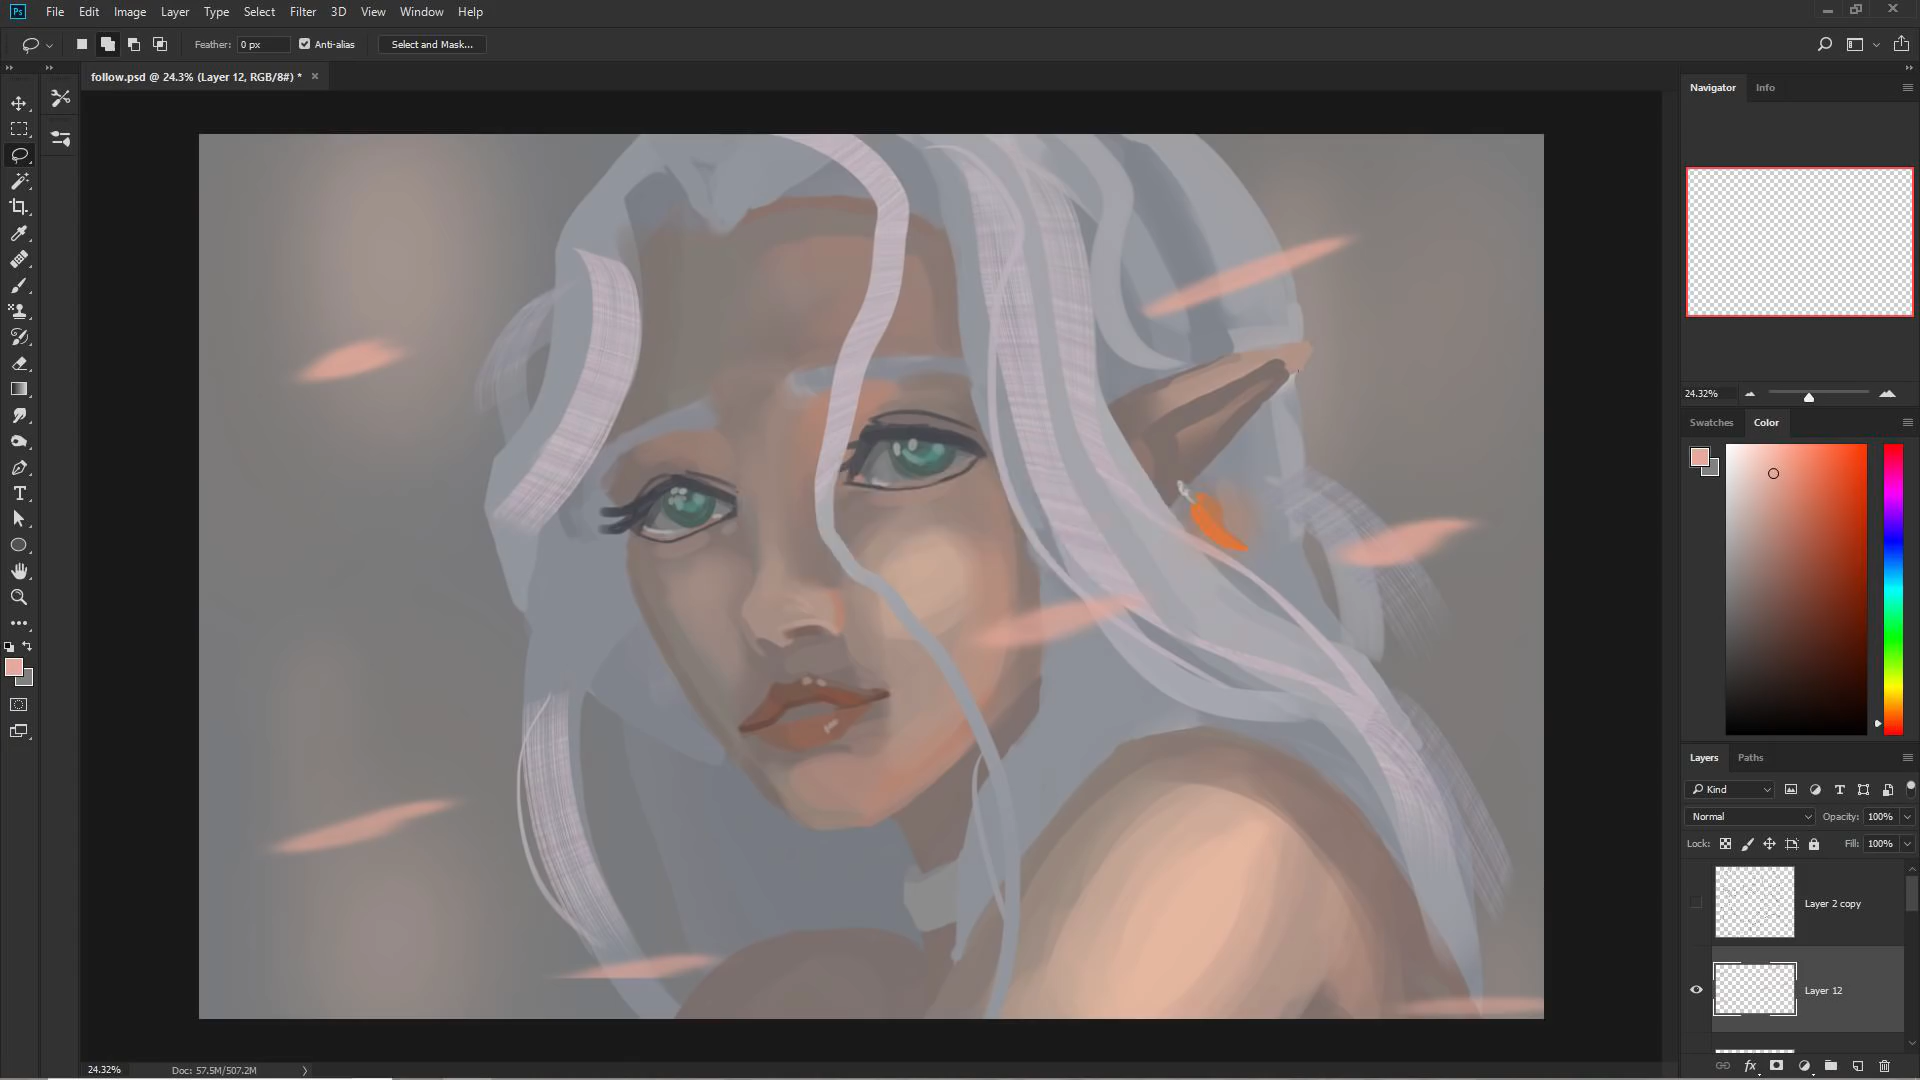 Ps File Edit Image Layer Type Select Filter 3D View Window Help
Feather: 0 px Anti-alias Select and Mask...
follow.psd @ 24.3% (Layer 12, RGB/8#) * ×
Navigator Info
24.32%
Swatches Color
Layers Paths
Kind
Normal Opacity: 100%
Lock: Fill: 100%
Layer 2 copy
Layer 12
fx
24.32% Doc: 57.5M/507.2M